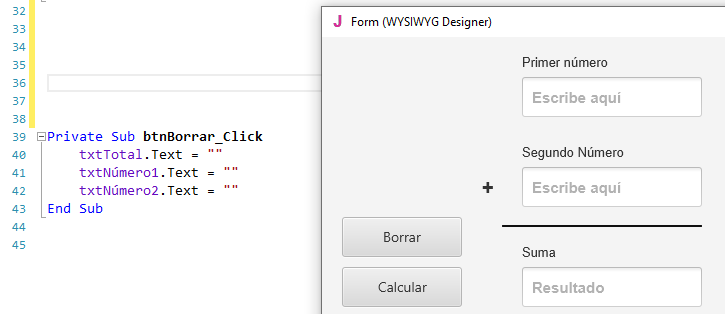 32
33
34
35
36
37
38
39 Private Sub btnBorrar_Click
40 txtTotal.Text = ""
41 txtNúmero1.Text = ""
42 txtNúmero2.Text = ""
43 End Sub
44
45
J Form (WYSIWYG Designer)
Primer número
Escribe aquí
Segundo Número
+ Escribe aquí
Borrar
Suma
Calcular
Resultado